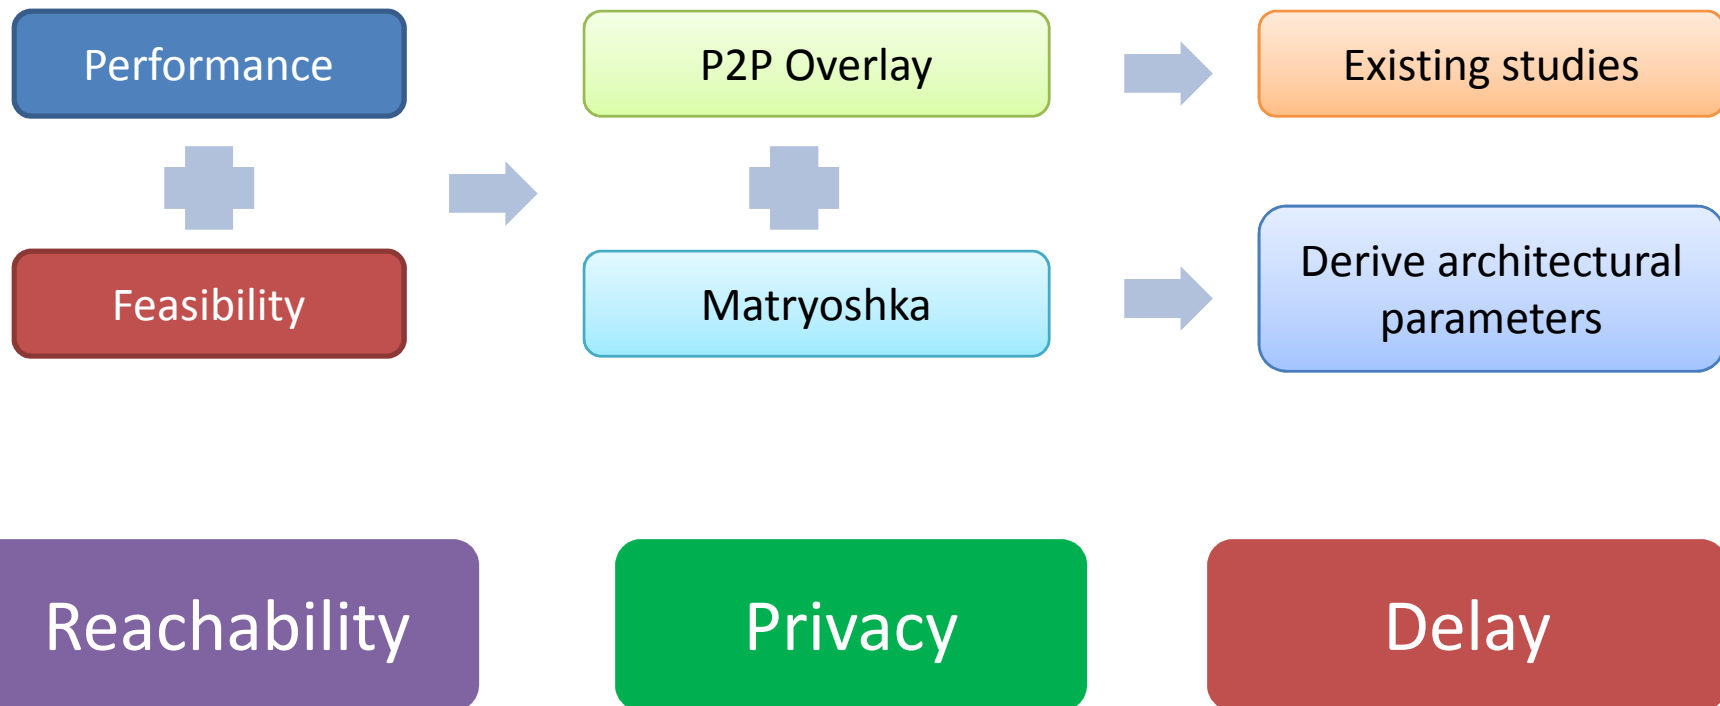 Performance
P2P Overlay
Existing studies
Feasibility
Matryoshka
Derive architectural
parameters
Reachability
Privacy
Delay